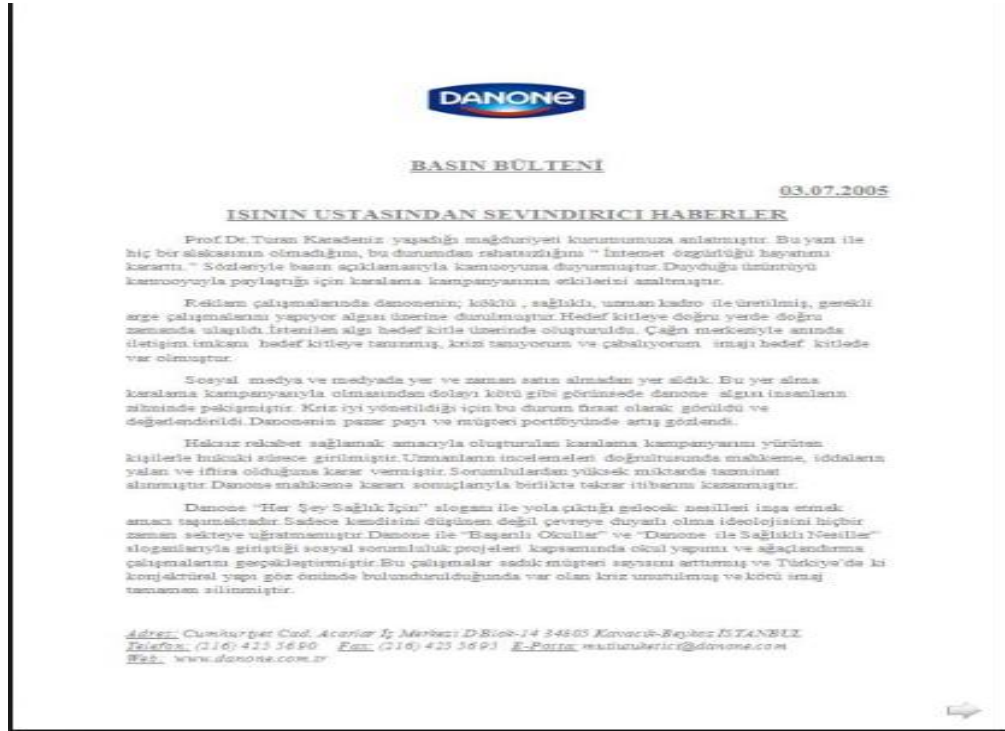 DANONE
BASIN BÜLTENİ
03.07.2005
ISININ USTASINDAN SEVINDIRICI HABERLER
Prof.Dr.Turan Karadeniz yaşadığı mağduriyeti kurumumuza anlatmıştır. Bu yazı ile
hiç bir alakasının olmadığını, bu durumdan rahatsızlığını “ İnternet özgürlüğü hayatımı
kararttı.” Sözleriyle basın açıklamasıyla kamuoyuna duyurmuştur.Duyduğu üzüntüyü
kamuoyuyla paylaştığı için karalama kampanyasının etkilerini azaltmıştır.
Reklam çalışmalarında danonenin; köklü , sağlıklı, uzman kadro ile üretilmiş, gerekli
arge çalışmalarını yapıyor algısı üzerine durulmuştur.Hedef kitleye doğru yerde doğru
zamanda ulaşıldı.İstenilen algı hedef kitle üzerinde oluşturuldu. Çağrı merkeziyle anında
iletişim imkanı hedef kitleye tanınmış, krizi tanıyorum ve çabalıyorum imajı hedef kitlede
var olmuştur.
Sosyal medya ve medyada yer ve zaman satın almadan yer aldık. Bu yer alma
karalama kampanyasıyla olmasından dolayı kötü gibi görünsede danone algısı insanların
zihninde pekişmiştir. Kriz iyi yönetildiği için bu durum fırsat olarak görüldü ve
değerlendirildi.Danonenin pazar payı ve müşteri portföyünde artış gözlendi.
Haksız rekabet sağlamak amacıyla oluşturulan karalama kampanyasını yürüten
kişilerle hukuki sürece girilmiştir.Uzmanların incelemeleri doğrultusunda mahkeme, iddaların
yalan ve iftira olduğuna karar vermiştir.Sorumlulardan yüksek miktarda tazminat
alınmıştır.Danone mahkeme kararı sonuçlarıyla birlikte tekrar itibarını kazanmıştır.
Danone “Her Şey Sağlık İçin” sloganı ile yola çıktığı gelecek nesilleri inşa etmek
amacı taşımaktadır.Sadece kendisini düşünen değil çevreye duyarlı olma ideolojisini hiçbir
zaman sekteye uğratmamıştır.Danone ile “Başarılı Okullar” ve “Danone ile Sağlıklı Nesiller”
sloganlarıyla giriştiği sosyal sorumluluk projeleri kapsamında okul yapımı ve ağaçlandırma
çalışmalarını gerçekleştirmiştir.Bu çalışmalar sadık müşteri sayısını arttırmış ve Türkiye’de ki
konjektürel yapı göz önünde bulundurulduğunda var olan kriz unutulmuş ve kötü imaj
tamamen silinmiştir.
Adres: Cumhuriyet Cad. Acarlar İş Merkezi D Blok-14 34805 Kavacık-Beykoz İSTANBUL
Telefon: (216) 425 5690 Fax: (216) 425 5695 E-Posta: mutlutuketici@danone.com
Web: www.danone.com.tr